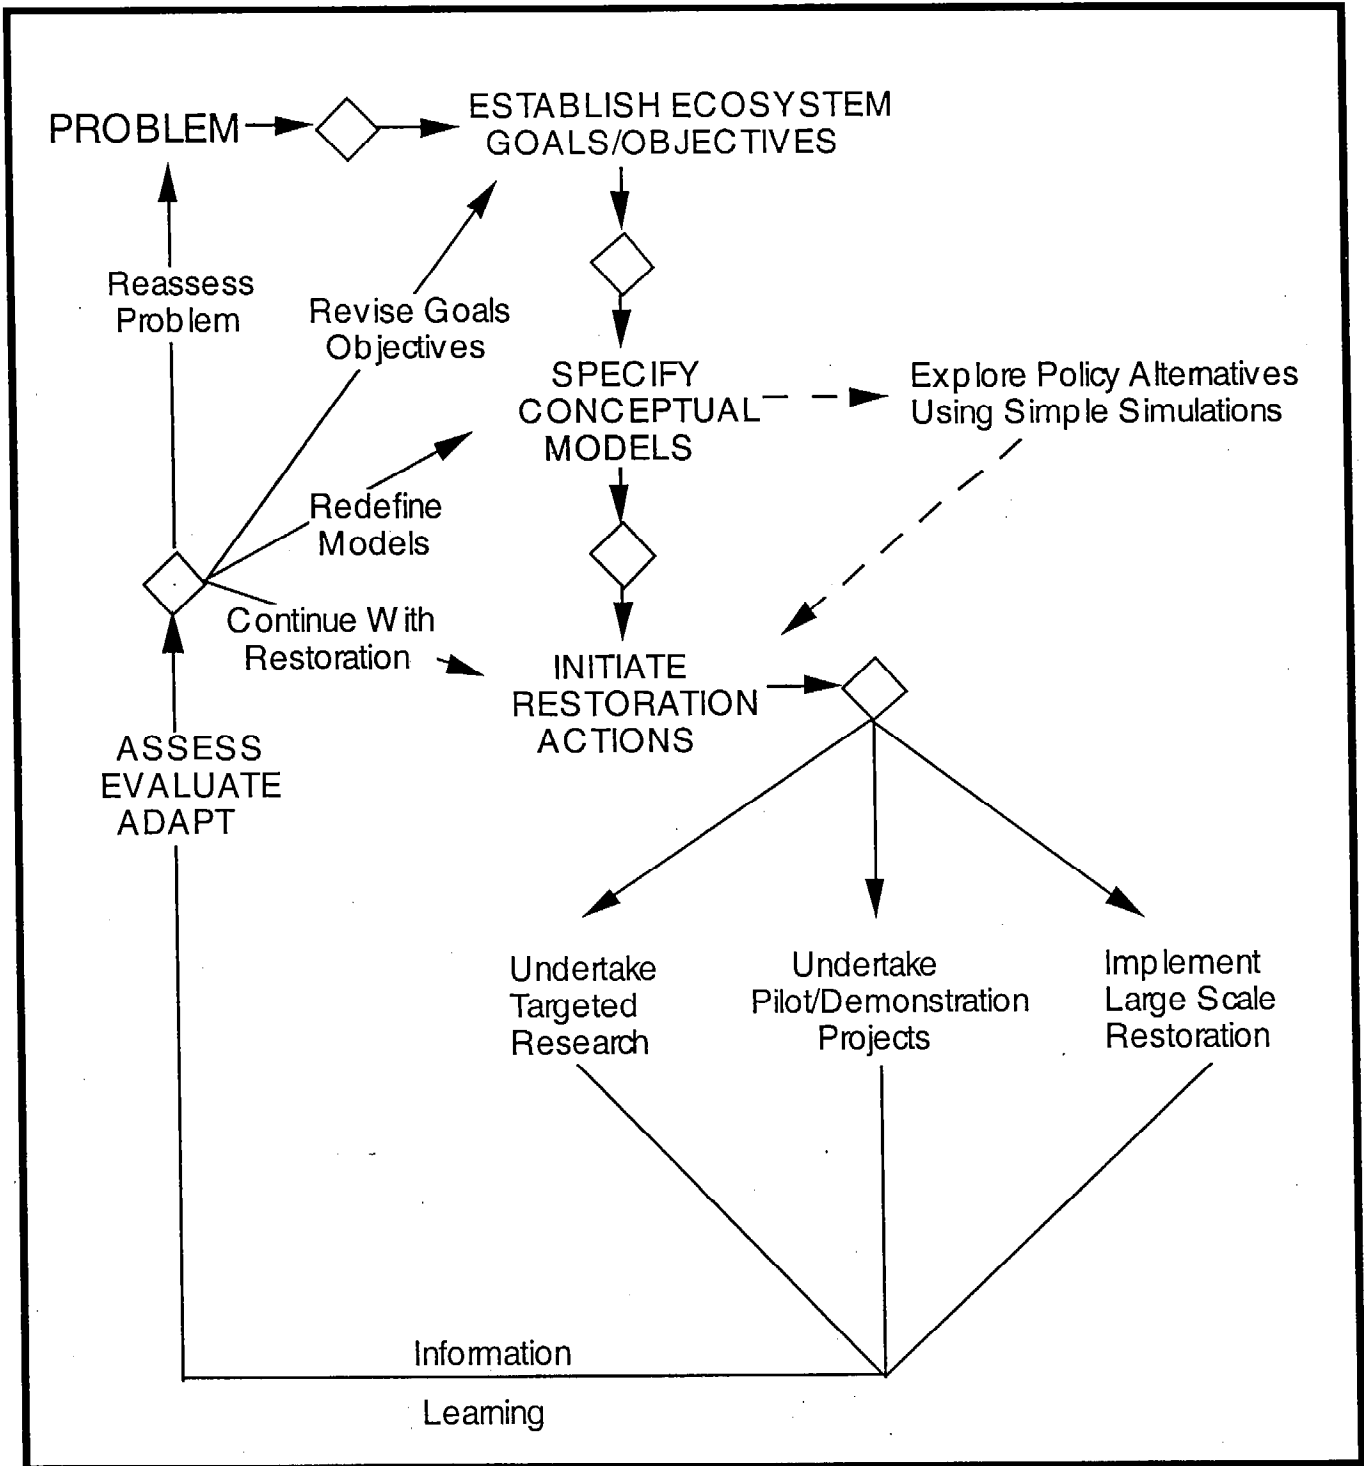 PROBLEM
ESTABLISH ECOSYSTEM
GOALS/OBJECTIVES
Reassess
Problem
Revise Goals
Objectives
SPECIFY
CONCEPTUAL
MODELS
Explore Policy Alternatives
Using Simple Simulations
Redefine
Models
Continue With
Restoration
INITIATE
RESTORATION
ACTIONS
ASSESS
EVALUATE
ADAPT
Undertake
Targeted
Research
Undertake
Pilot/Demonstration
Projects
Implement
Large Scale
Restoration
Information
Learning